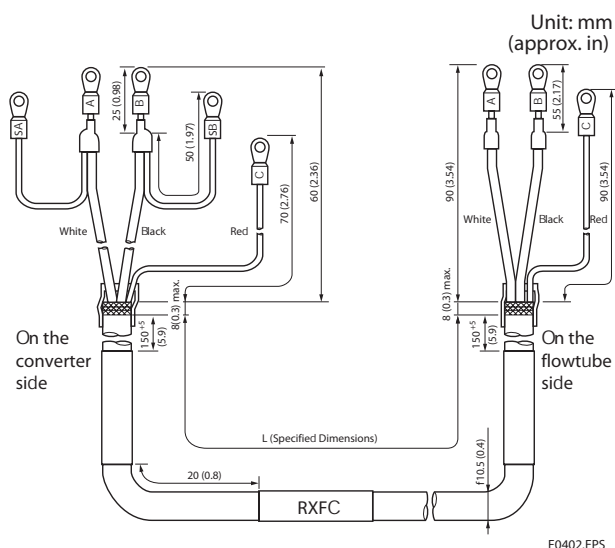 Unit: mm
(approx. in)
SA
A
B
SB
C
25 (0.98)
50 (1.97)
70 (2.76)
60 (2.36)
White
Black
Red
8(0.3) max.
150+5
(5.9)
On the
converter
side
A
B
C
55 (2.17)
90 (3.54)
90 (3.54)
White
Black
Red
8 (0.3) max.
150+5
(5.9)
On the
flowtube
side
L (Specified Dimensions)
20 (0.8)
RXFC
f10.5 (0.4)
F0402.EPS